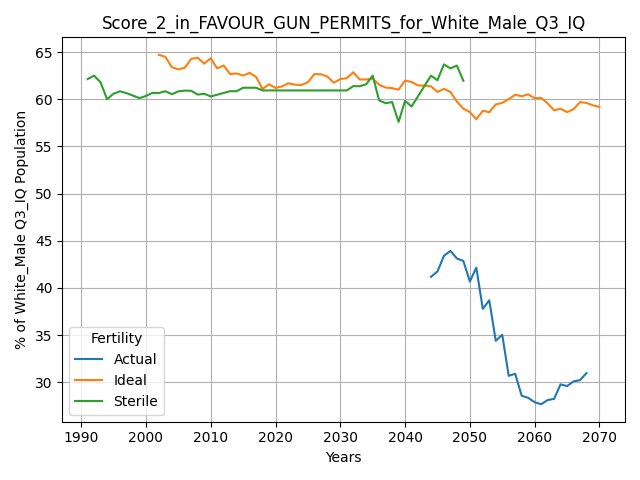 Score_2_in_FAVOUR_GUN_PERMITS_for_White_Male_Q3_IQ
% of White_Male Q3_IQ Population
65
60
55
50
45
40
35
30
Fertility
Actual
Ideal
Sterile
1990 2000 2010 2020 2030 2040 2050 2060 2070
Years